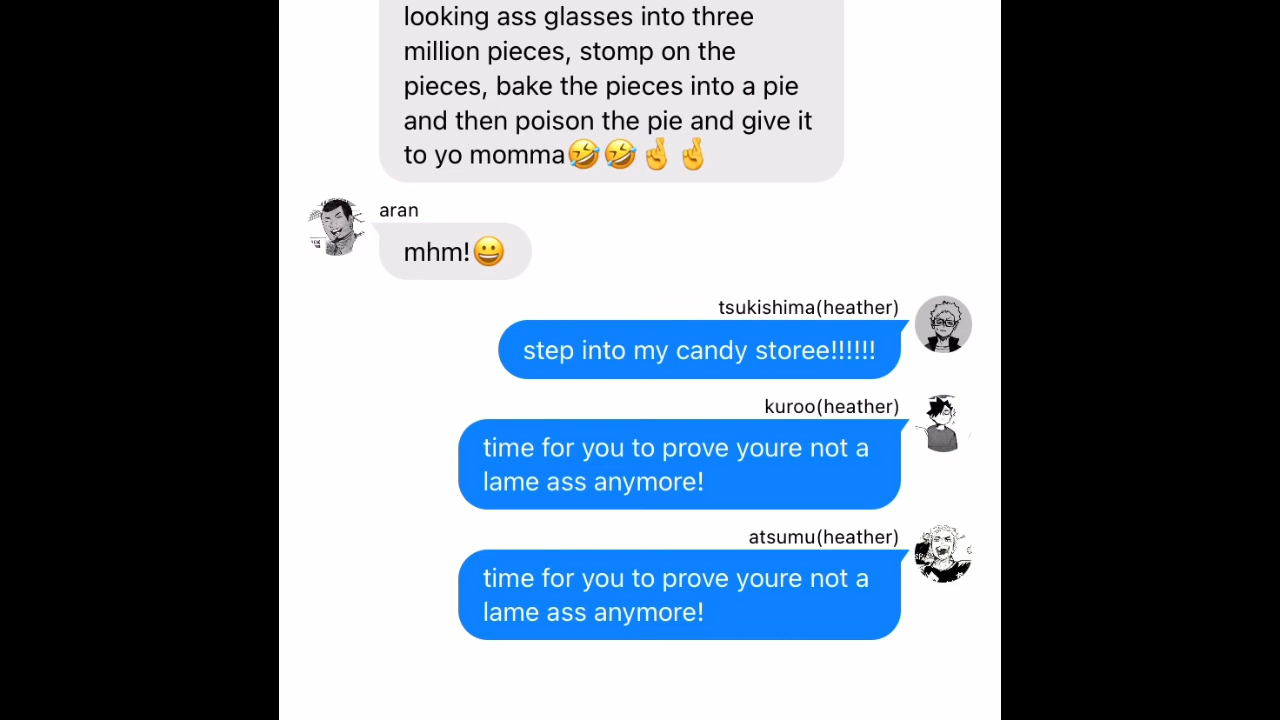 looking ass glasses into three
million pieces, stomp on the
pieces, bake the pieces into a pie
and then poison the pie and give it
to yo momma🤣🤣🤞🤞
aran
mhm!😀
tsukishima(heather)
step into my candy storee!!!!!!
kuroo(heather)
time for you to prove youre not a
lame ass anymore!
atsumu(heather)
time for you to prove youre not a
lame ass anymore!